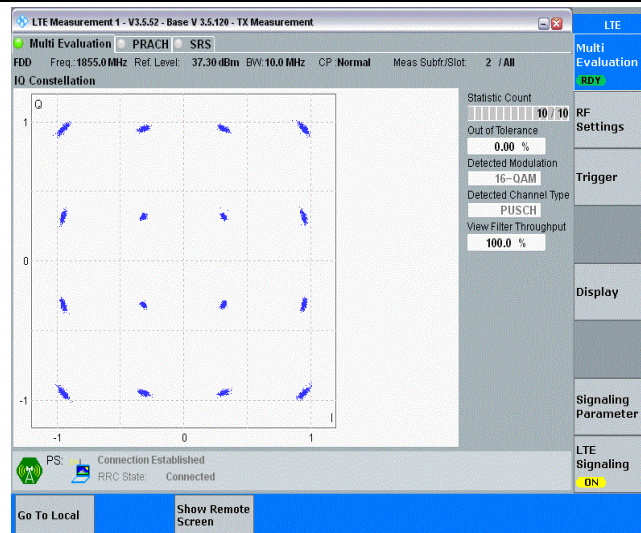 LTE Measurement 1 - V3.5.52 - Base V 3.5.120 - TX Measurement
LTE
Multi Evaluation PRACH SRS
Multi
Evaluation
RDY
FDD Freq.: 1855.0 MHz Ref. Level: 37.30 dBm BW: 10.0 MHz CP : Normal Meas Subfr./Slot: 2 / All
IQ Constellation
Q
1
0
-1
-1 0 1
I
Statistic Count
10 / 10
Out of Tolerance
0.00 %
Detected Modulation
16-QAM
Detected Channel Type
PUSCH
View Filter Throughput
100.0 %
RF
Settings
Trigger
Display
Signaling
Parameter
LTE
Signaling
ON
PS: Connection Established
RRC State: Connected
Go To Local
Show Remote
Screen